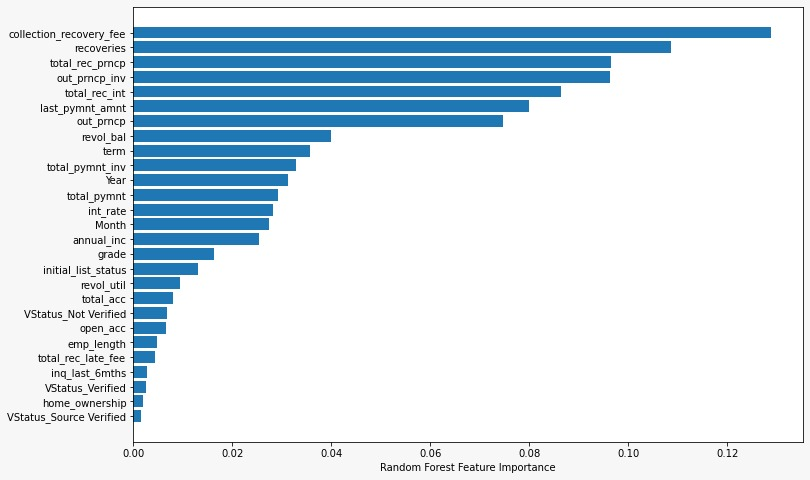 collection_recovery_fee
recoveries
total_rec_prncp
out_prncp_inv
total_rec_int
last_pymnt_amnt
out_prncp
revol_bal
term
total_pymnt_inv
Year
total_pymnt
int_rate
Month
annual_inc
grade
initial_list_status
revol_util
total_acc
VStatus_Not Verified
open_acc
emp_length
total_rec_late_fee
inq_last_6mths
VStatus_Verified
home_ownership
VStatus_Source Verified
0.00 0.02 0.04 0.06 0.08 0.10 0.12
Random Forest Feature Importance